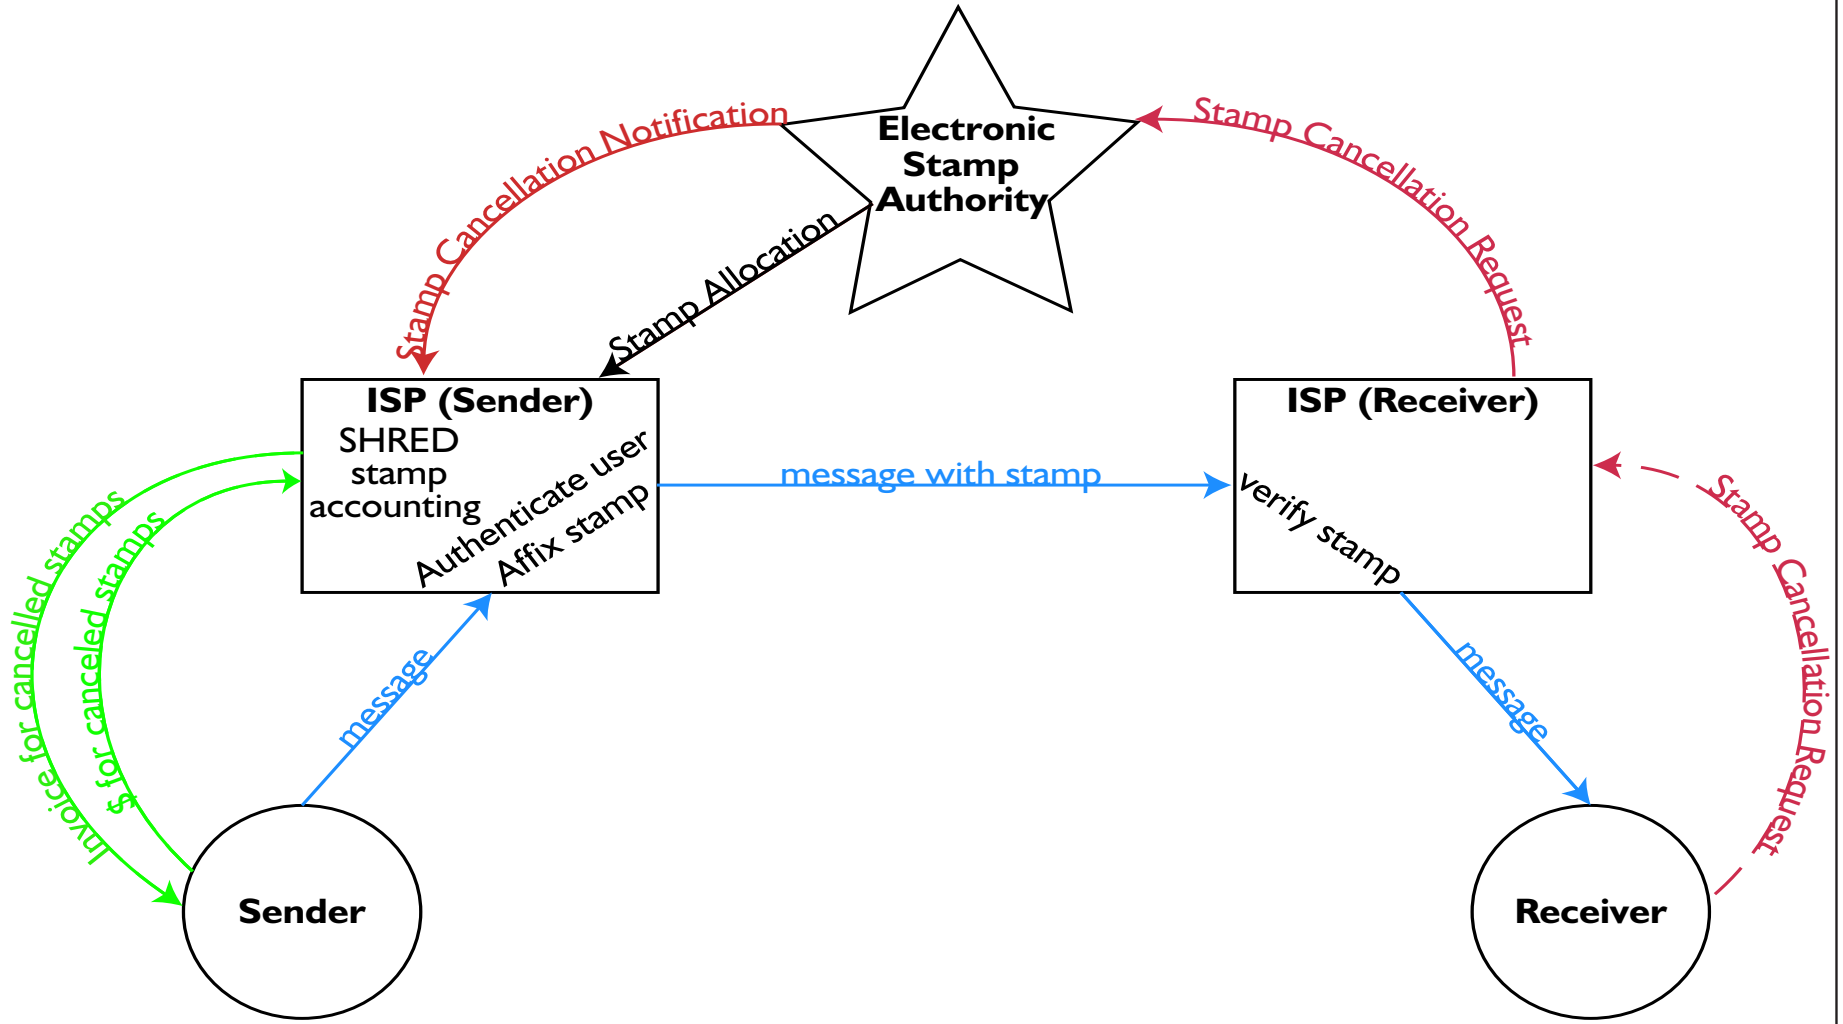 Electronic
Stamp
Authority
Stamp Cancellation Notification
Stamp Cancellation Request
Stamp Allocation
ISP (Sender)
SHRED
stamp
accounting
Authenticate user
Affix stamp
message with stamp
ISP (Receiver)
verify stamp
Invoice for cancelled stamps
$ for canceled stamps
message
message
Stamp Cancellation Request
Sender
Receiver